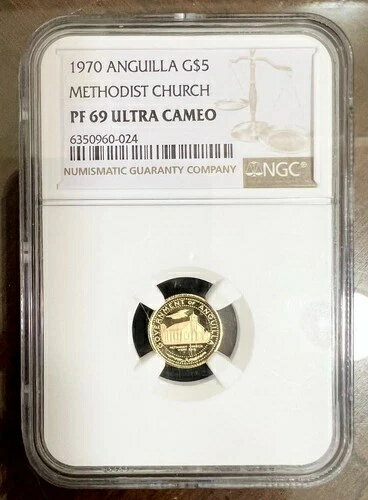 1970 ANGUILLA G$5
METHODIST CHURCH
PF 69 ULTRA CAMEO
6350960-024
NUMISMATIC GUARANTY COMPANY
NGC®
GOVERNMENT OF ANGUILLA